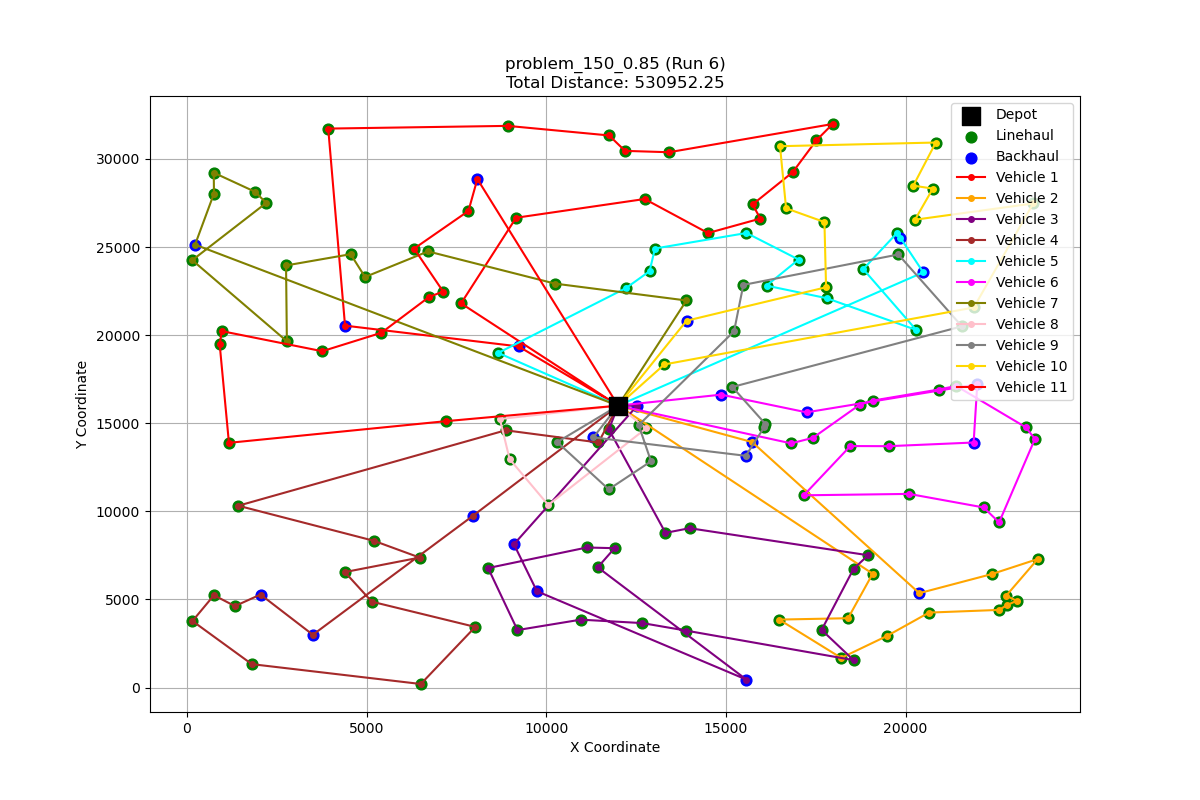 problem_150_0.85 (Run 6)
Total Distance: 530952.25
Depot
Linehaul
Backhaul
Vehicle 1
Vehicle 2
Vehicle 3
Vehicle 4
Vehicle 5
Vehicle 6
Vehicle 7
Vehicle 8
Vehicle 9
Vehicle 10
Vehicle 11
Y Coordinate
30000
25000
20000
15000
10000
5000
0
0
5000
10000
15000
20000
X Coordinate